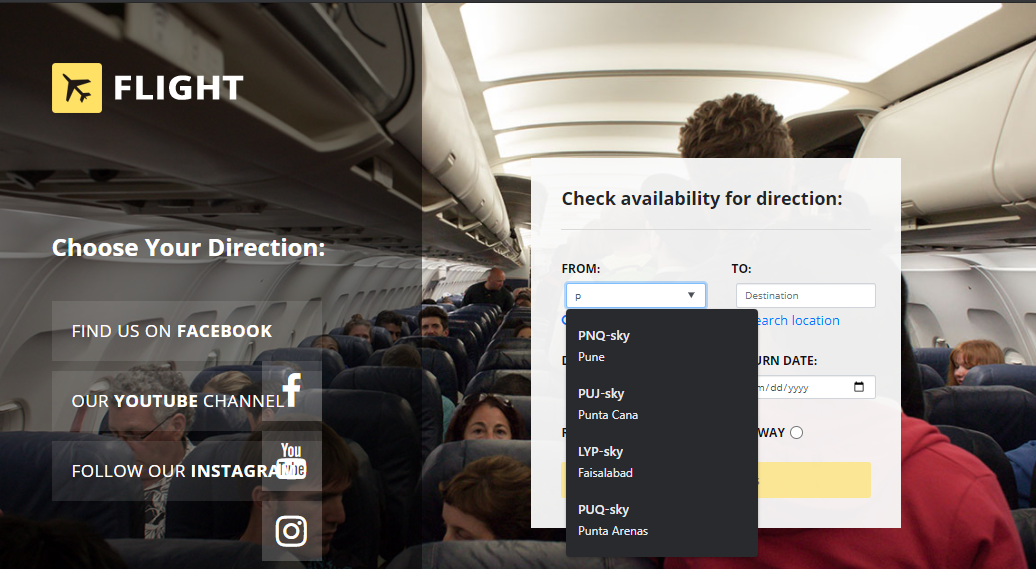 FLIGHT
Choose Your Direction:
FIND US ON FACEBOOK
OUR YOUTUBE CHANNEL
You
Tube
FOLLOW OUR INSTAGRAM
Check availability for direction:
FROM:
TO:
p
Destination
earch location
PNQ-sky
Pune
PUJ-sky
Punta Cana
LYP-sky
Faisalabad
PUQ-sky
Punta Arenas
URN DATE:
/dd/yyyy
WAY